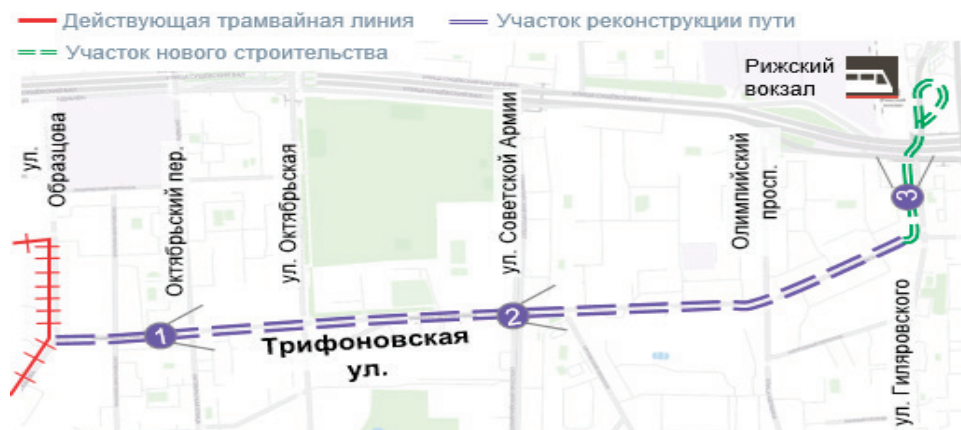 Действующая трамвайная линия
Участок реконструкции пути
Участок нового строительства
Рижский
вокзал
ул.
Образцова
Октябрьский пер.
ул. Октябрьская
ул. Советской Армии
Олимпийский
просп.
ул. Гиляровского
1
2
3
Трифоновская
ул.